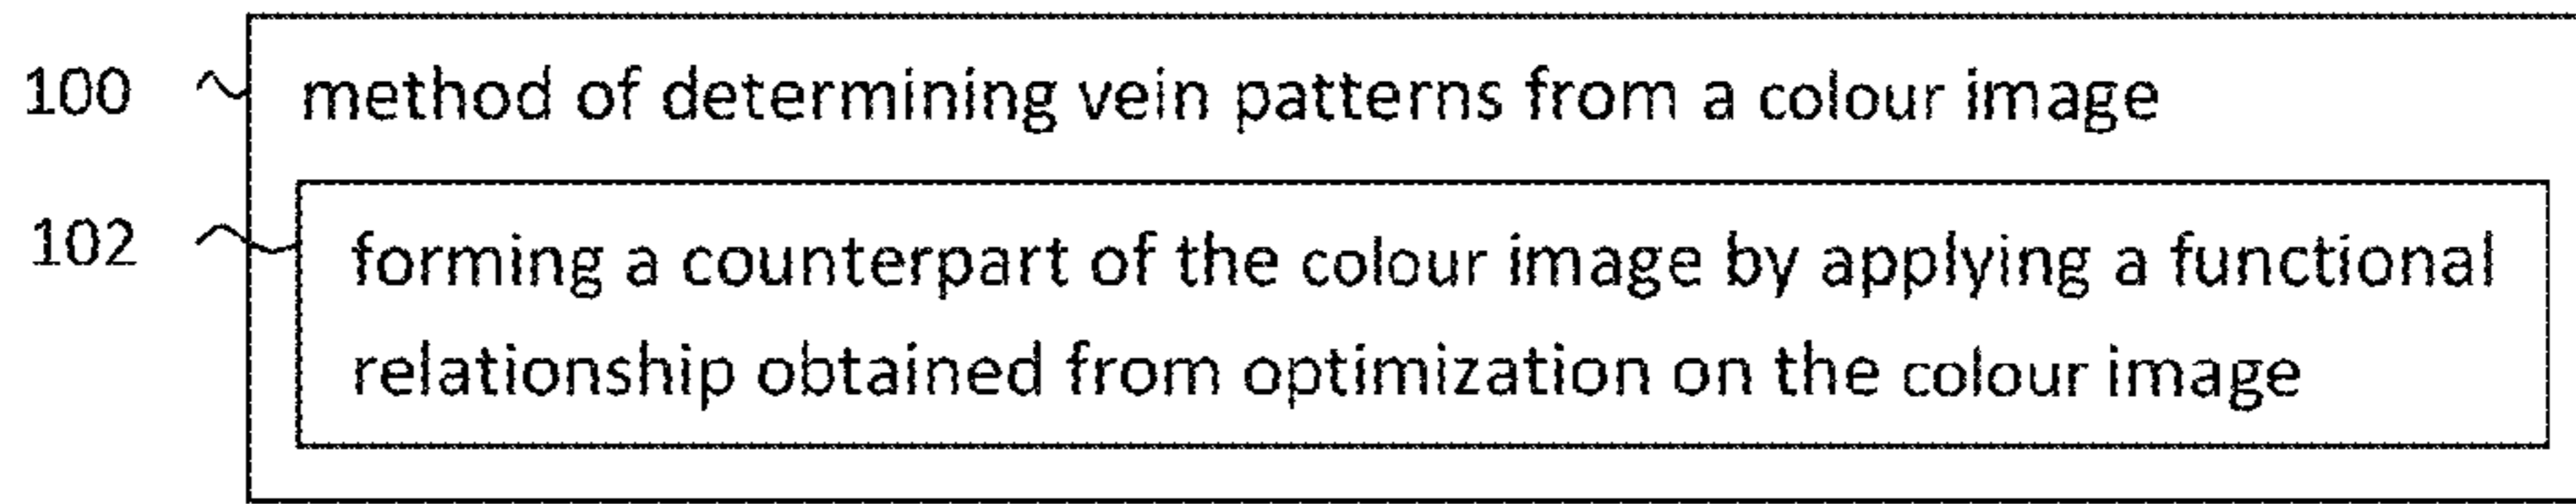 100 method of determining vein patterns from a colour image
102 forming a counterpart of the colour image by applying a functional
relationship obtained from optimization on the colour image